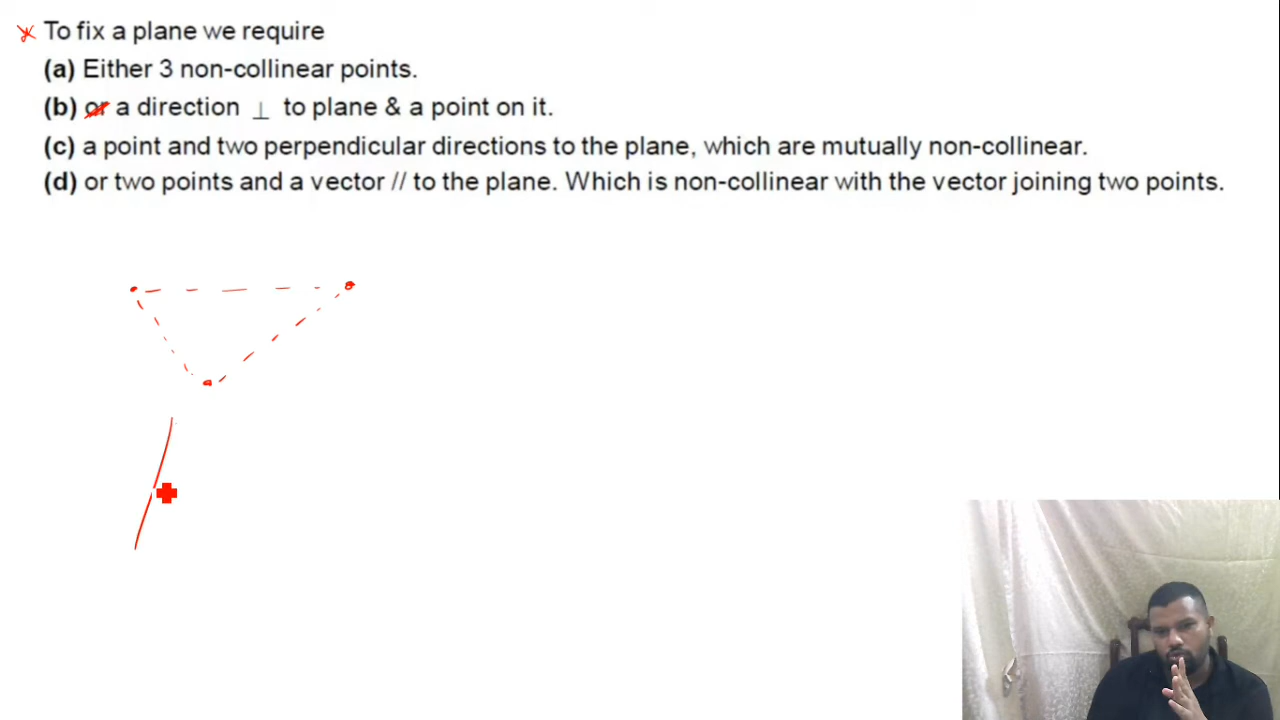 To fix a plane we require
(a) Either 3 non-collinear points.
(b) or a direction ⊥ to plane & a point on it.
(c) a point and two perpendicular directions to the plane, which are mutually non-collinear.
(d) or two points and a vector // to the plane. Which is non-collinear with the vector joining two points.